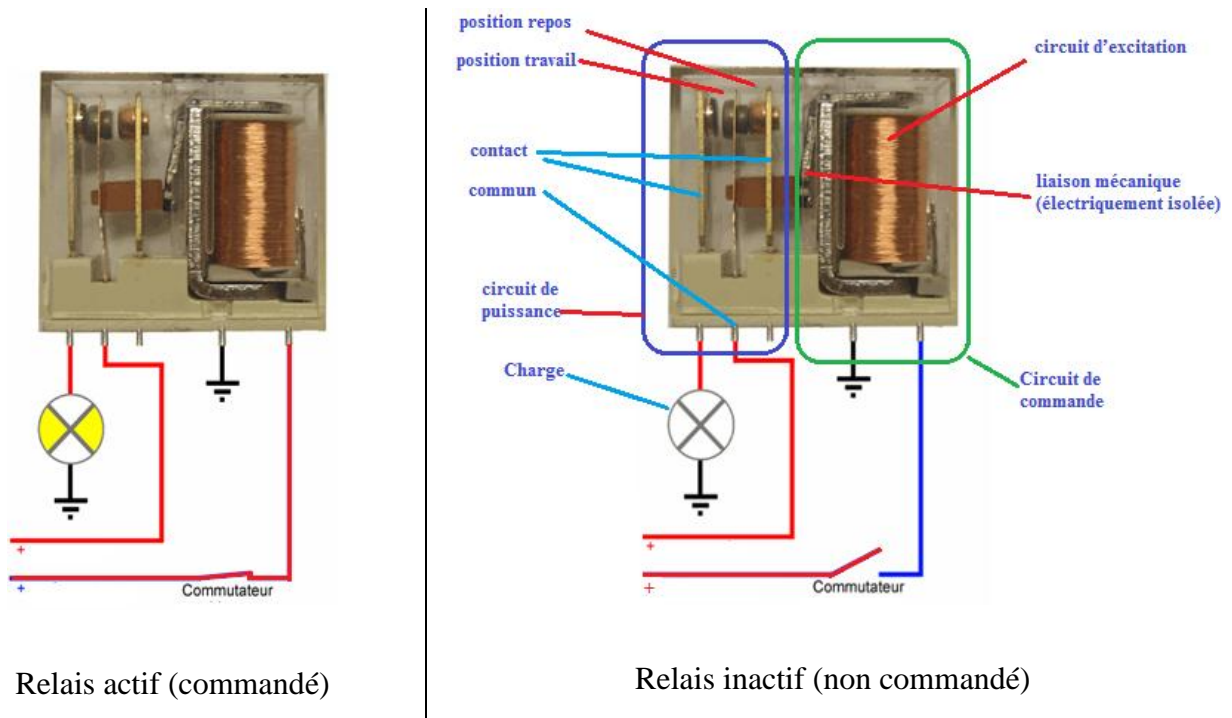 +
+
Commutateur
Relais actif (commandé)
position repos
position travail
contact
commun
circuit de
puissance
Charge
circuit d’excitation
liaison mécanique
(électriquement isolée)
Circuit de
commande
+
+
Commutateur
Relais inactif (non commandé)